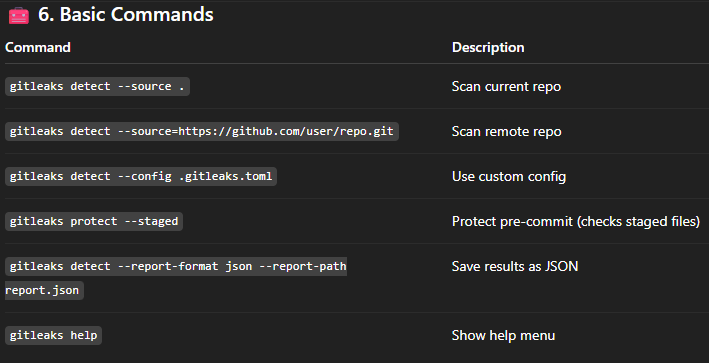 🧰 6. Basic Commands
Command Description
gitleaks detect --source . Scan current repo
gitleaks detect --source=https://github.com/user/repo.git Scan remote repo
gitleaks detect --config .gitleaks.toml Use custom config
gitleaks protect --staged Protect pre-commit (checks staged files)
gitleaks detect --report-format json --report-path Save results as JSON
report.json
gitleaks help Show help menu